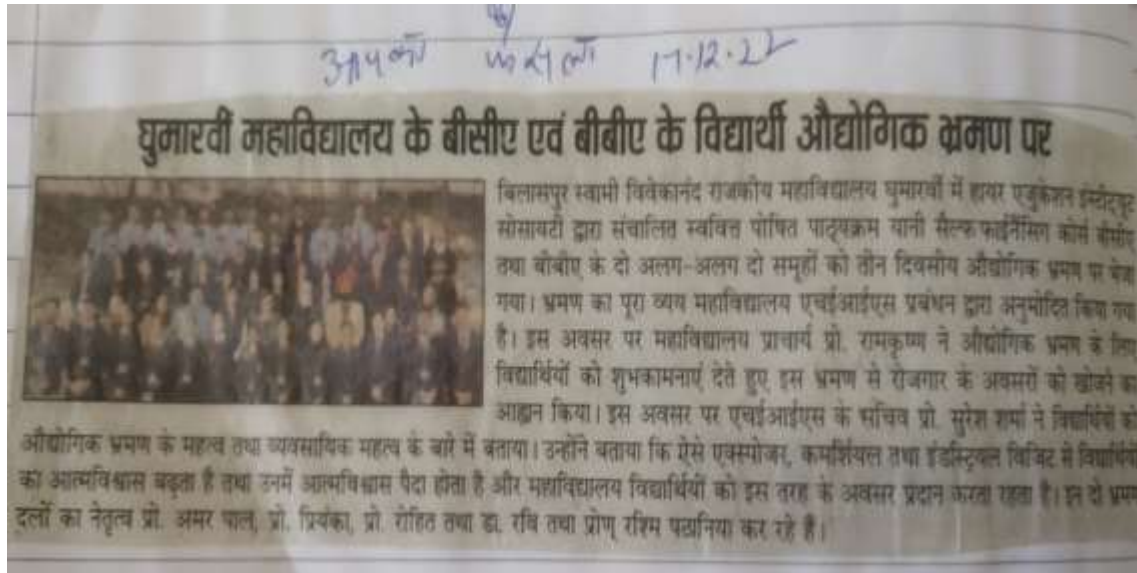 आपका फैसला 17.12.22
घुमारवीं महाविद्यालय के बीसीए एवं बीबीए के विद्यार्थी औद्योगिक भ्रमण पर
बिलासपुर स्वामी विवेकानंद राजकीय महाविद्यालय घुमारवीं में हायर एजुकेशन इंस्टीट्यूट
सोसायटी द्वारा संचालित स्ववित्त पोषित पाठ्यक्रम यानी सैल्फ फाईनैंसिंग कोर्स बीसीए
तथा बीबीए के दो अलग-अलग दो समूहों को तीन दिवसीय औद्योगिक भ्रमण पर भेजा
गया। भ्रमण का पूरा व्यय महाविद्यालय एचईआईएस प्रबंधन द्वारा अनुमोदित किया गया
है। इस अवसर पर महाविद्यालय प्राचार्य प्रो. रामकृष्ण ने औद्योगिक भ्रमण के लिए
विद्यार्थियों को शुभकामनाएं देते हुए इस भ्रमण से रोजगार के अवसरों को खोजने का
आह्वान किया। इस अवसर पर एचईआईएस के सचिव प्रो. सुरेश शर्मा ने विद्यार्थियों को
औद्योगिक भ्रमण के महत्व तथा व्यवसायिक महत्व के बारे में बताया। उन्होंने बताया कि ऐसे एक्स्पोजर, कमर्शियल तथा इंडस्ट्रियल विजिट से विद्यार्थियों
का आत्मविश्वास बढ़ता है तथा उनमें आत्मविश्वास पैदा होता है और महाविद्यालय विद्यार्थियों को इस तरह के अवसर प्रदान करता रहता है। इन दो भ्रमण
दलों का नेतृत्व प्रो. अमर पाल, प्रो. प्रियंका, प्रो. रोहित तथा डा. रवि तथा प्रोण् रश्मि पठानिया कर रहे हैं।